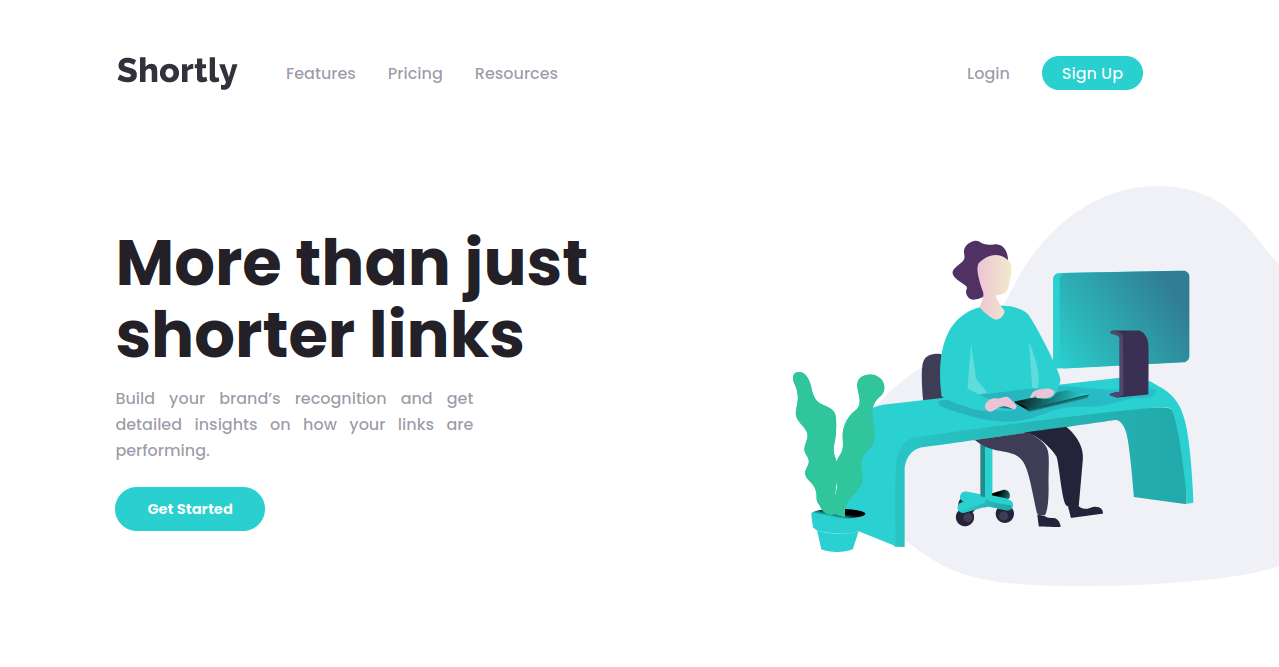 Shortly Features Pricing Resources Login Sign Up
More than just
shorter links
Build your brand’s recognition and get
detailed insights on how your links are
performing.
Get Started